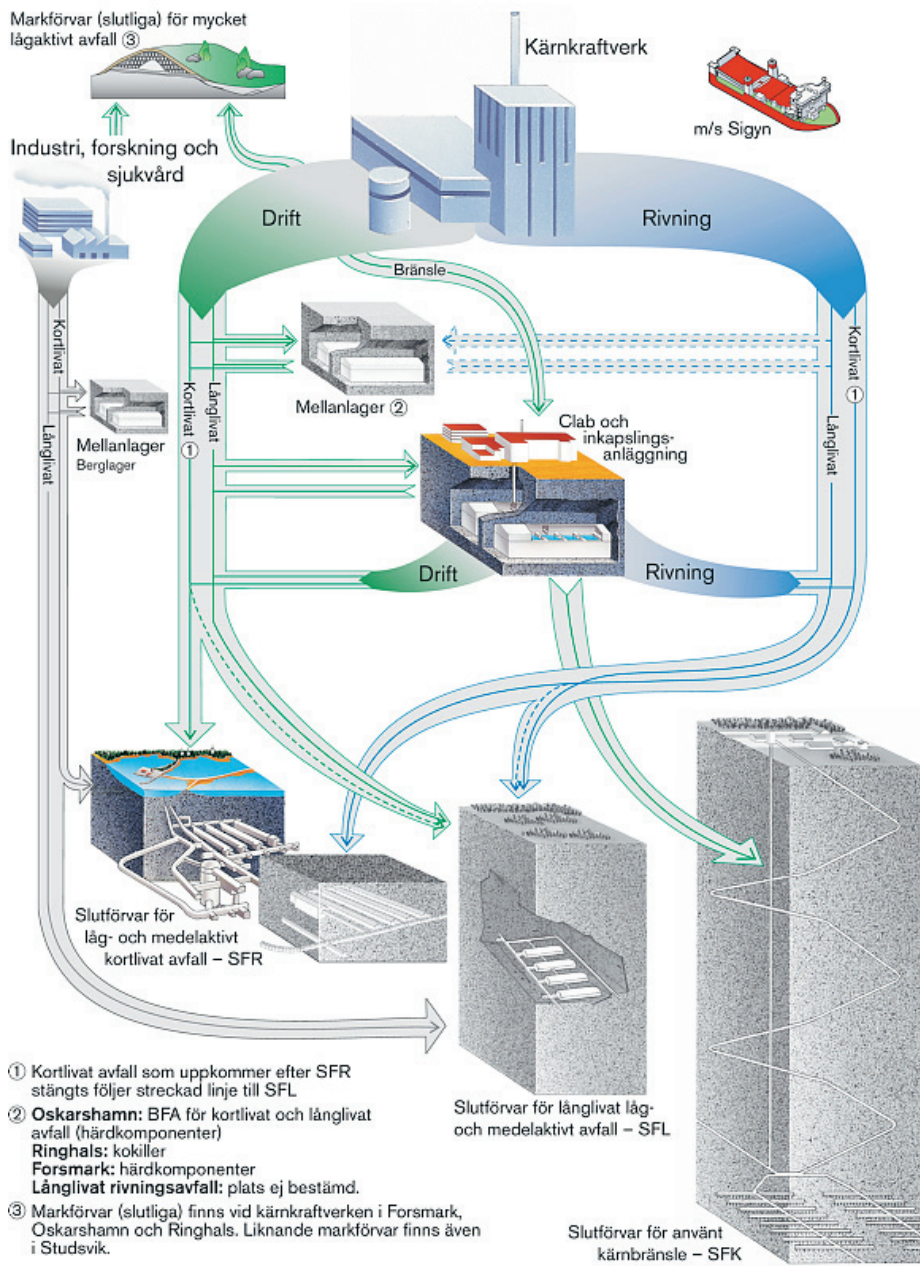 Markförvar (slutliga) för mycket
lågaktivt avfall ③
Kärnkraftverk
m/s Sigyn
Industri, forskning och
sjukvård
Drift
Rivning
Bränsle
Kortlivat
Långlivat
Mellanlager
Berglager
Kortlivat ①
Långlivat
Mellanlager ②
Clab och
inkapslings-
anläggning
Långlivat
Kortlivat ①
Drift
Rivning
Slutförvar för
låg- och medelaktivt
kortlivat avfall – SFR
Slutförvar för långlivat låg-
och medelaktivt avfall – SFL
Slutförvar för använt
kärnbränsle – SFK
① Kortlivat avfall som uppkommer efter SFR
stängts följer streckad linje till SFL
② Oskarshamn: BFA för kortlivat och långlivat
avfall (härdkomponenter)
Ringhals: kokiller
Forsmark: härdkomponenter
Långlivat rivningsavfall: plats ej bestämd.
③ Markförvar (slutliga) finns vid kärnkraftverken i Forsmark,
Oskarshamn och Ringhals. Liknande markförvar finns även
i Studsvik.